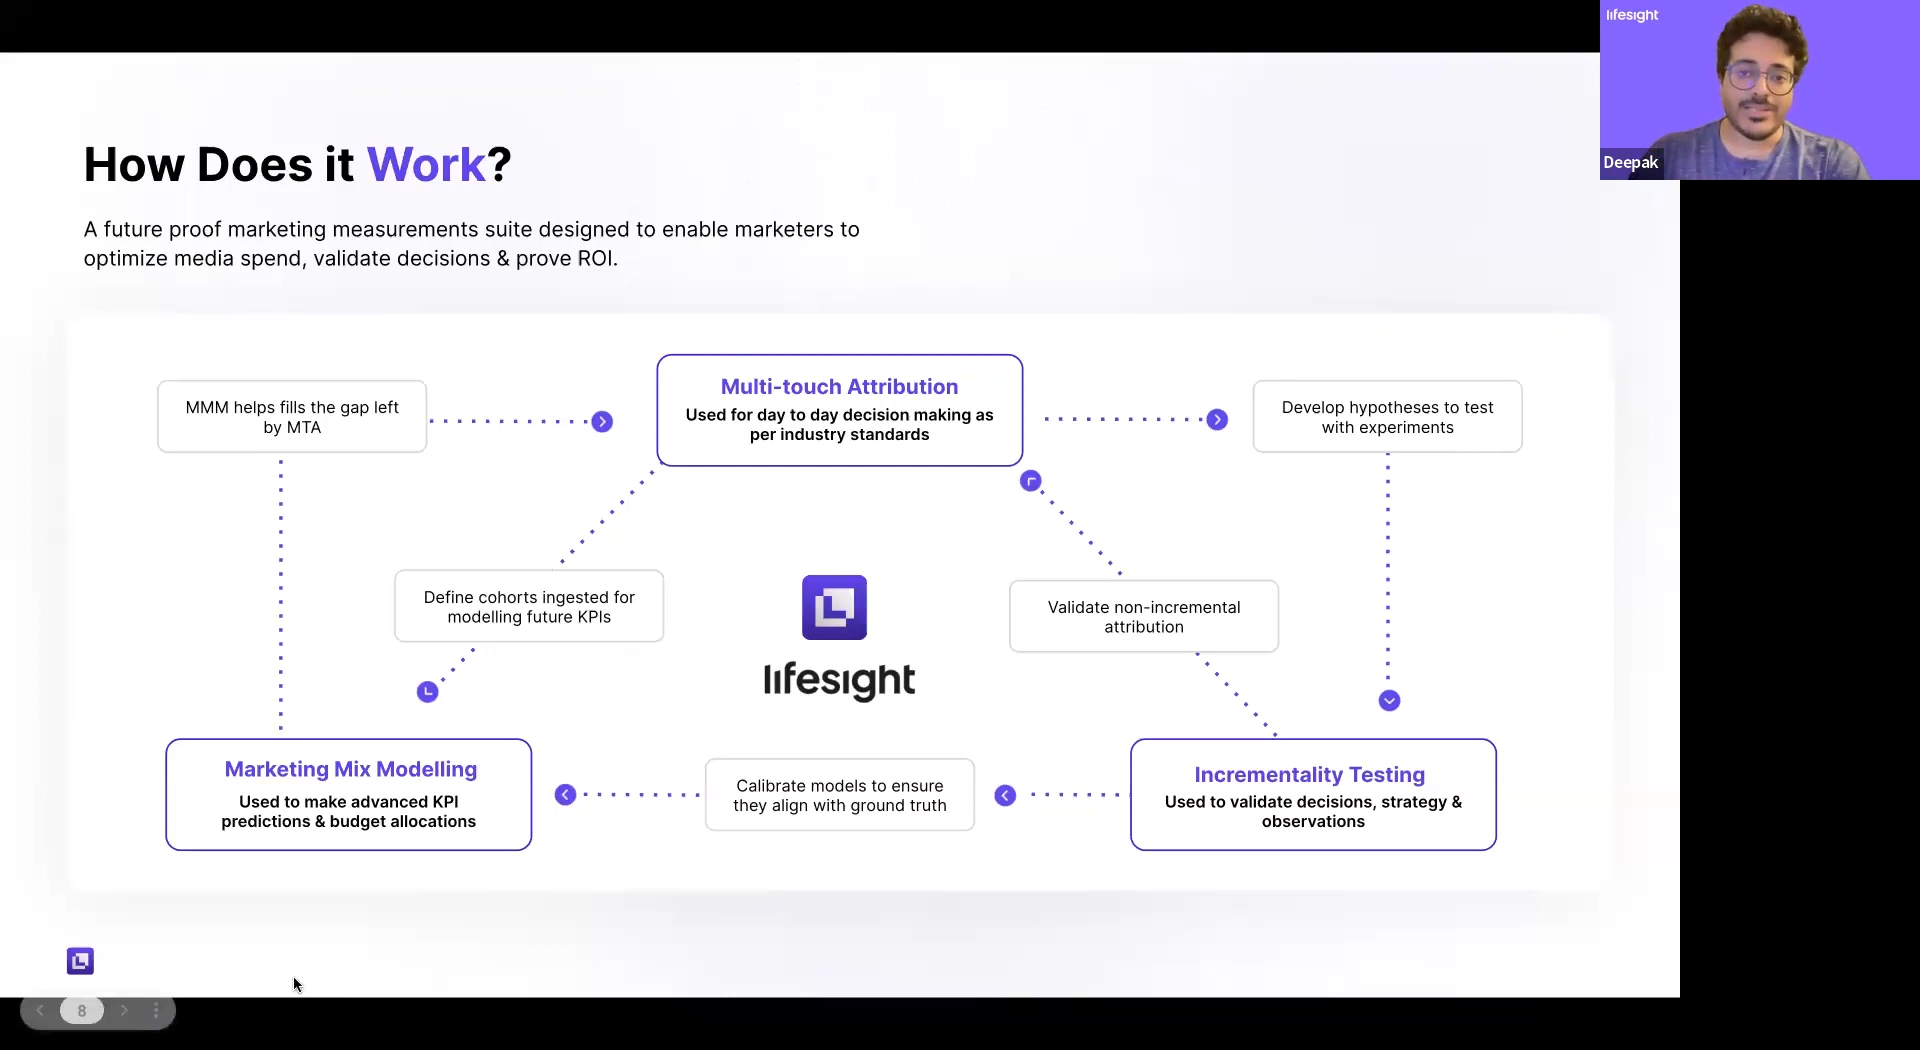 lifesight
Deepak
How Does it Work?
A future proof marketing measurements suite designed to enable marketers to
optimize media spend, validate decisions & prove ROI.
MMM helps fills the gap left
by MTA
Multi-touch Attribution
Used for day to day decision making as
per industry standards
Develop hypotheses to test
with experiments
Define cohorts ingested for
modelling future KPIs
lifesight
Validate non-incremental
attribution
Marketing Mix Modelling
Used to make advanced KPI
predictions & budget allocations
Calibrate models to ensure
they align with ground truth
Incrementality Testing
Used to validate decisions, strategy &
observations
8